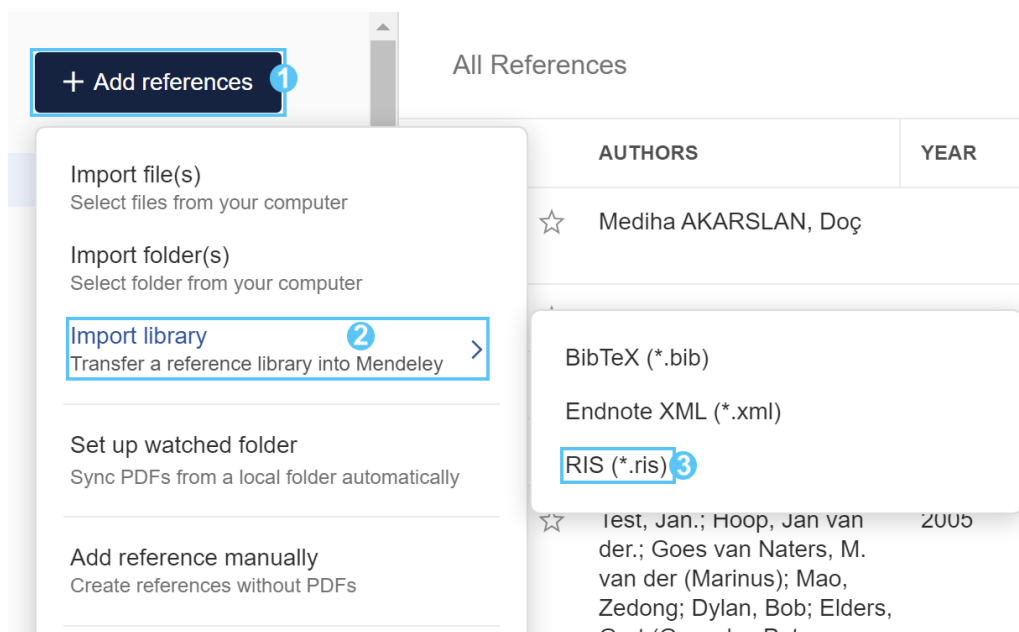 + Add references
1
All References
AUTHORS
YEAR
Import file(s)
Select files from your computer
Mediha AKARSLAN, Doç
Import folder(s)
Select folder from your computer
Import library
2
Transfer a reference library into Mendeley
BibTeX (*.bib)
Endnote XML (*.xml)
RIS (*.ris)
3
Set up watched folder
Sync PDFs from a local folder automatically
Add reference manually
Create references without PDFs
Test, Jan.; Hoop, Jan van
2005
der.; Goes van Naters, M.
van der (Marinus); Mao,
Zedong; Dylan, Bob; Elders,